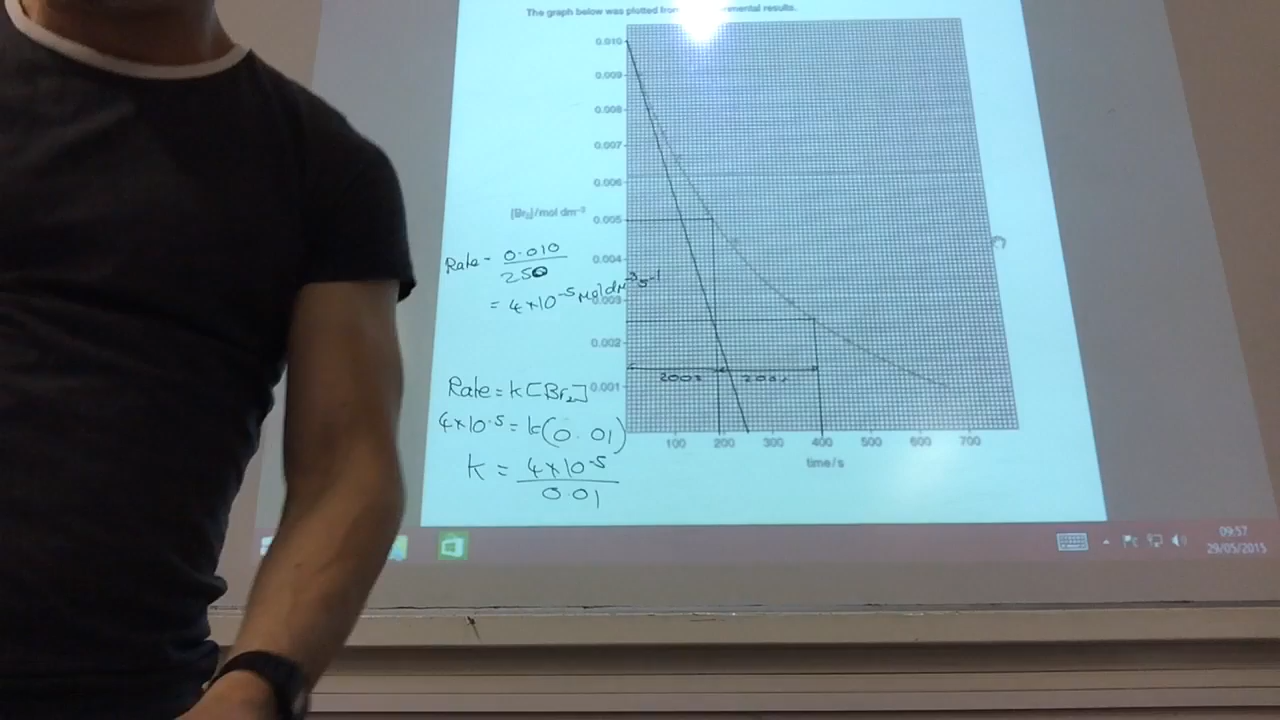 The graph below was plotted from experimental results.
0.010
0.009
0.008
0.007
0.006
[Br₂]/mol dm⁻³ 0.005
0.004
0.003
0.002
0.001
Rate = 0.010
250
= 4×10⁻⁵ moldm⁻³s⁻¹
200s 200s
Rate = k[Br₂]
4×10⁻⁵ = k(0.01)
k = 4×10⁻⁵
0.01
100 200 300 400 500 600 700
time/s
09:57
29/05/2015